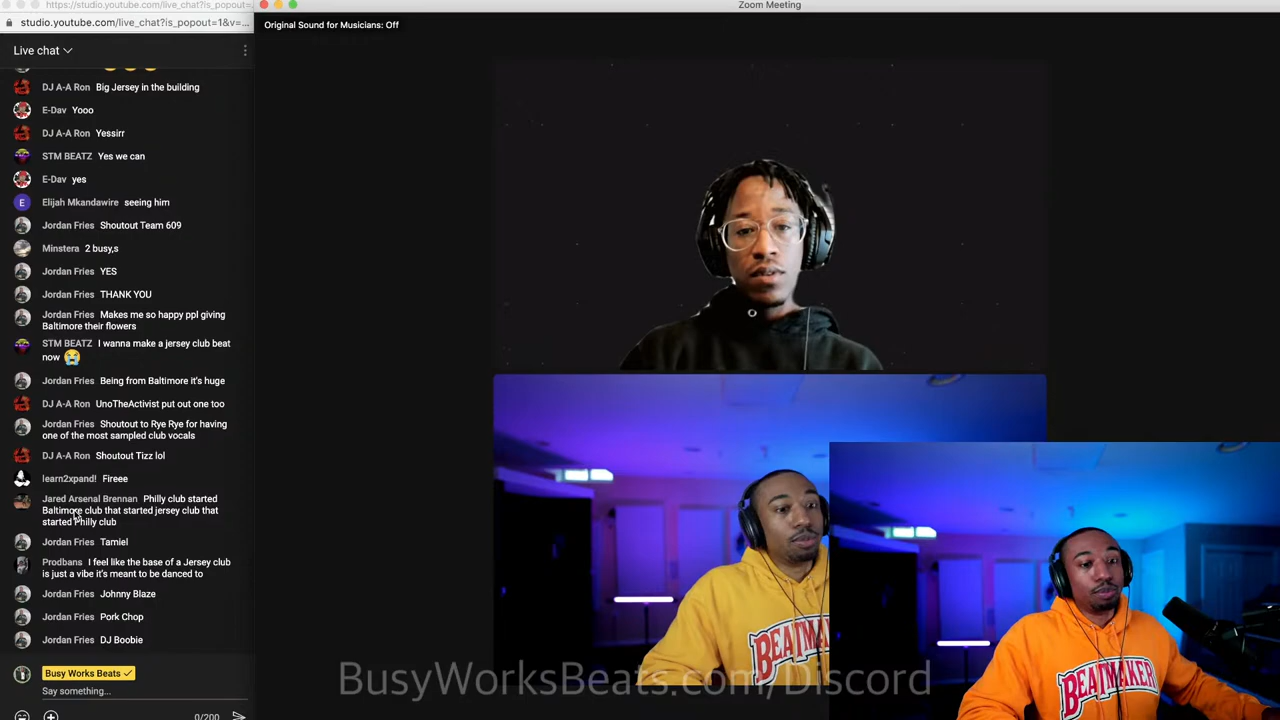 https://studio.youtube.com/live_chat?is_popout=1&v=
studio.youtube.com/live_chat?is_popout=1&v=...
Live chat
DJ A-A Ron Big Jersey in the building
E-Dav Yooo
DJ A-A Ron Yessirr
STM BEATZ Yes we can
E-Dav yes
E
Elijah Mkandawire seeing him
Jordan Fries Shoutout Team 609
Minstera 2 busy,s
Jordan Fries YES
Jordan Fries THANK YOU
Jordan Fries Makes me so happy ppl giving
Baltimore their flowers
STM BEATZ I wanna make a jersey club beat
now 😭
Jordan Fries Being from Baltimore it's huge
DJ A-A Ron UnoTheActivist put out one too
Jordan Fries Shoutout to Rye Rye for having
one of the most sampled club vocals
DJ A-A Ron Shoutout Tizz lol
learn2xpand! Fireee
Jared Arsenal Brennan Philly club started
Baltimore club that started jersey club that
started Philly club
Jordan Fries Tamiel
Prodbans I feel like the base of a Jersey club
is just a vibe it's meant to be danced to
Jordan Fries Johnny Blaze
Jordan Fries Pork Chop
Jordan Fries DJ Boobie
Busy Works Beats
Say something...
0/200
Zoom Meeting
Original Sound for Musicians: Off
BEATMAKER
BusyWorksBeats.com/Discord